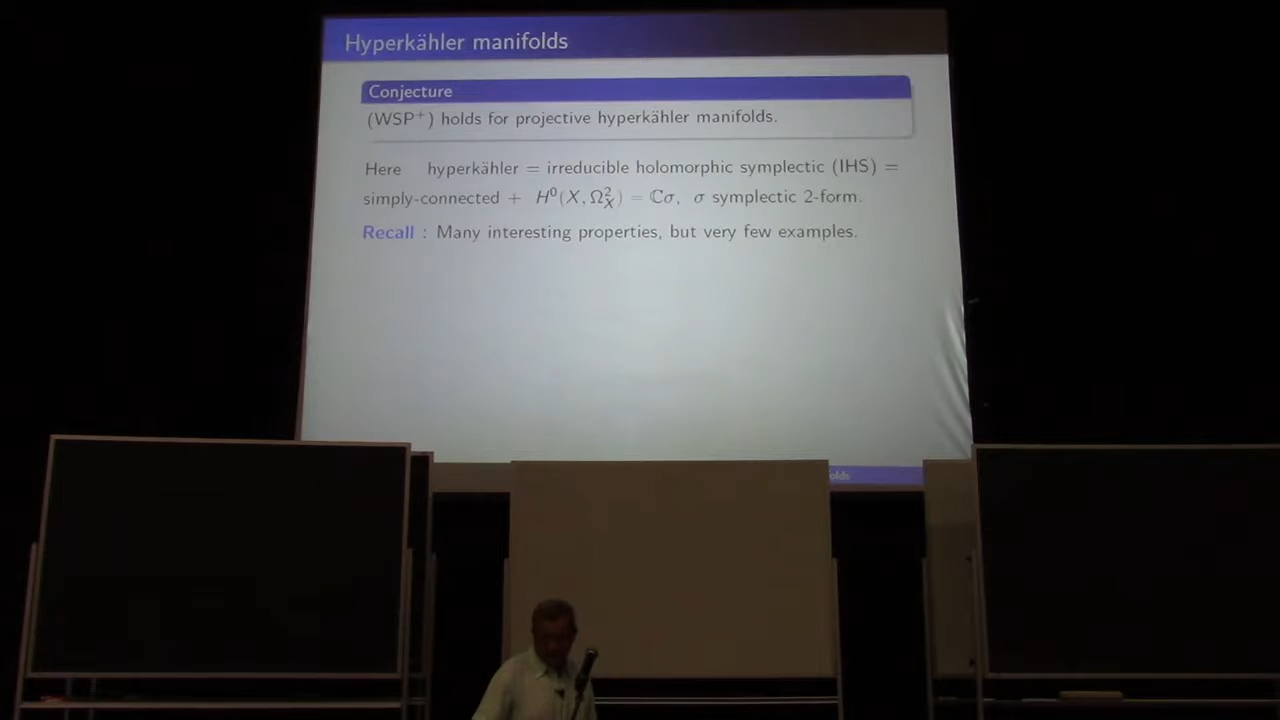 Hyperkähler manifolds
Conjecture
(WSP⁺) holds for projective hyperkähler manifolds.
Here hyperkähler = irreducible holomorphic symplectic (IHS) =
simply-connected + H⁰(X, Ω²_X) = ℂσ, σ symplectic 2-form.
Recall : Many interesting properties, but very few examples.
olds